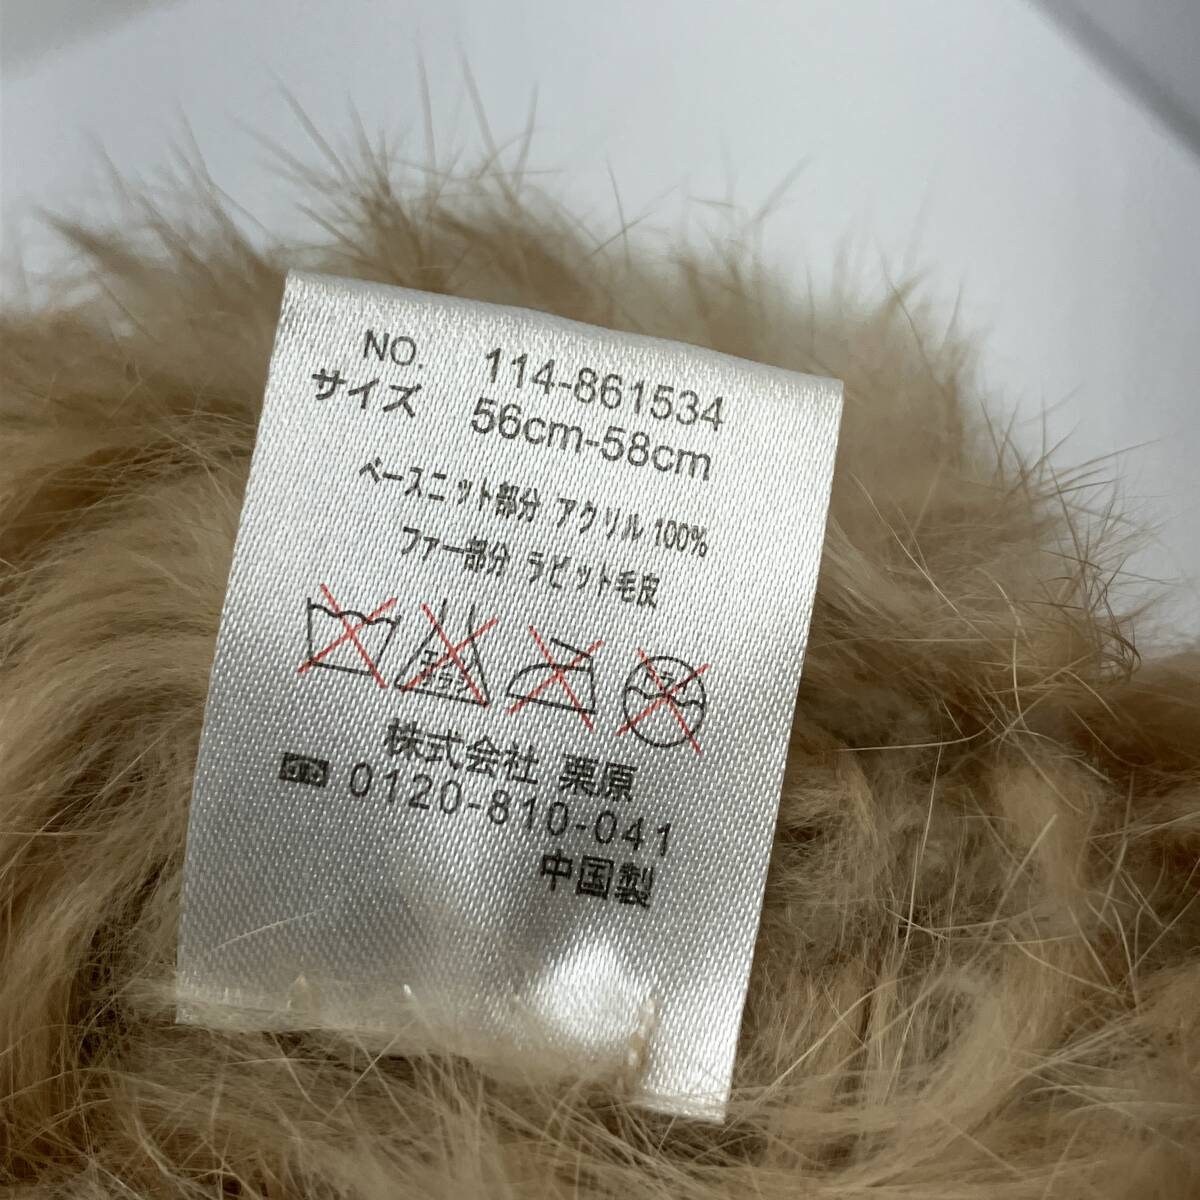 NO. 114-861534
サイズ 56cm-58cm
ベースニット部分 アクリル 100%
ファー部分 ラビット毛皮
株式会社 栗原
0120-810-041
中国製